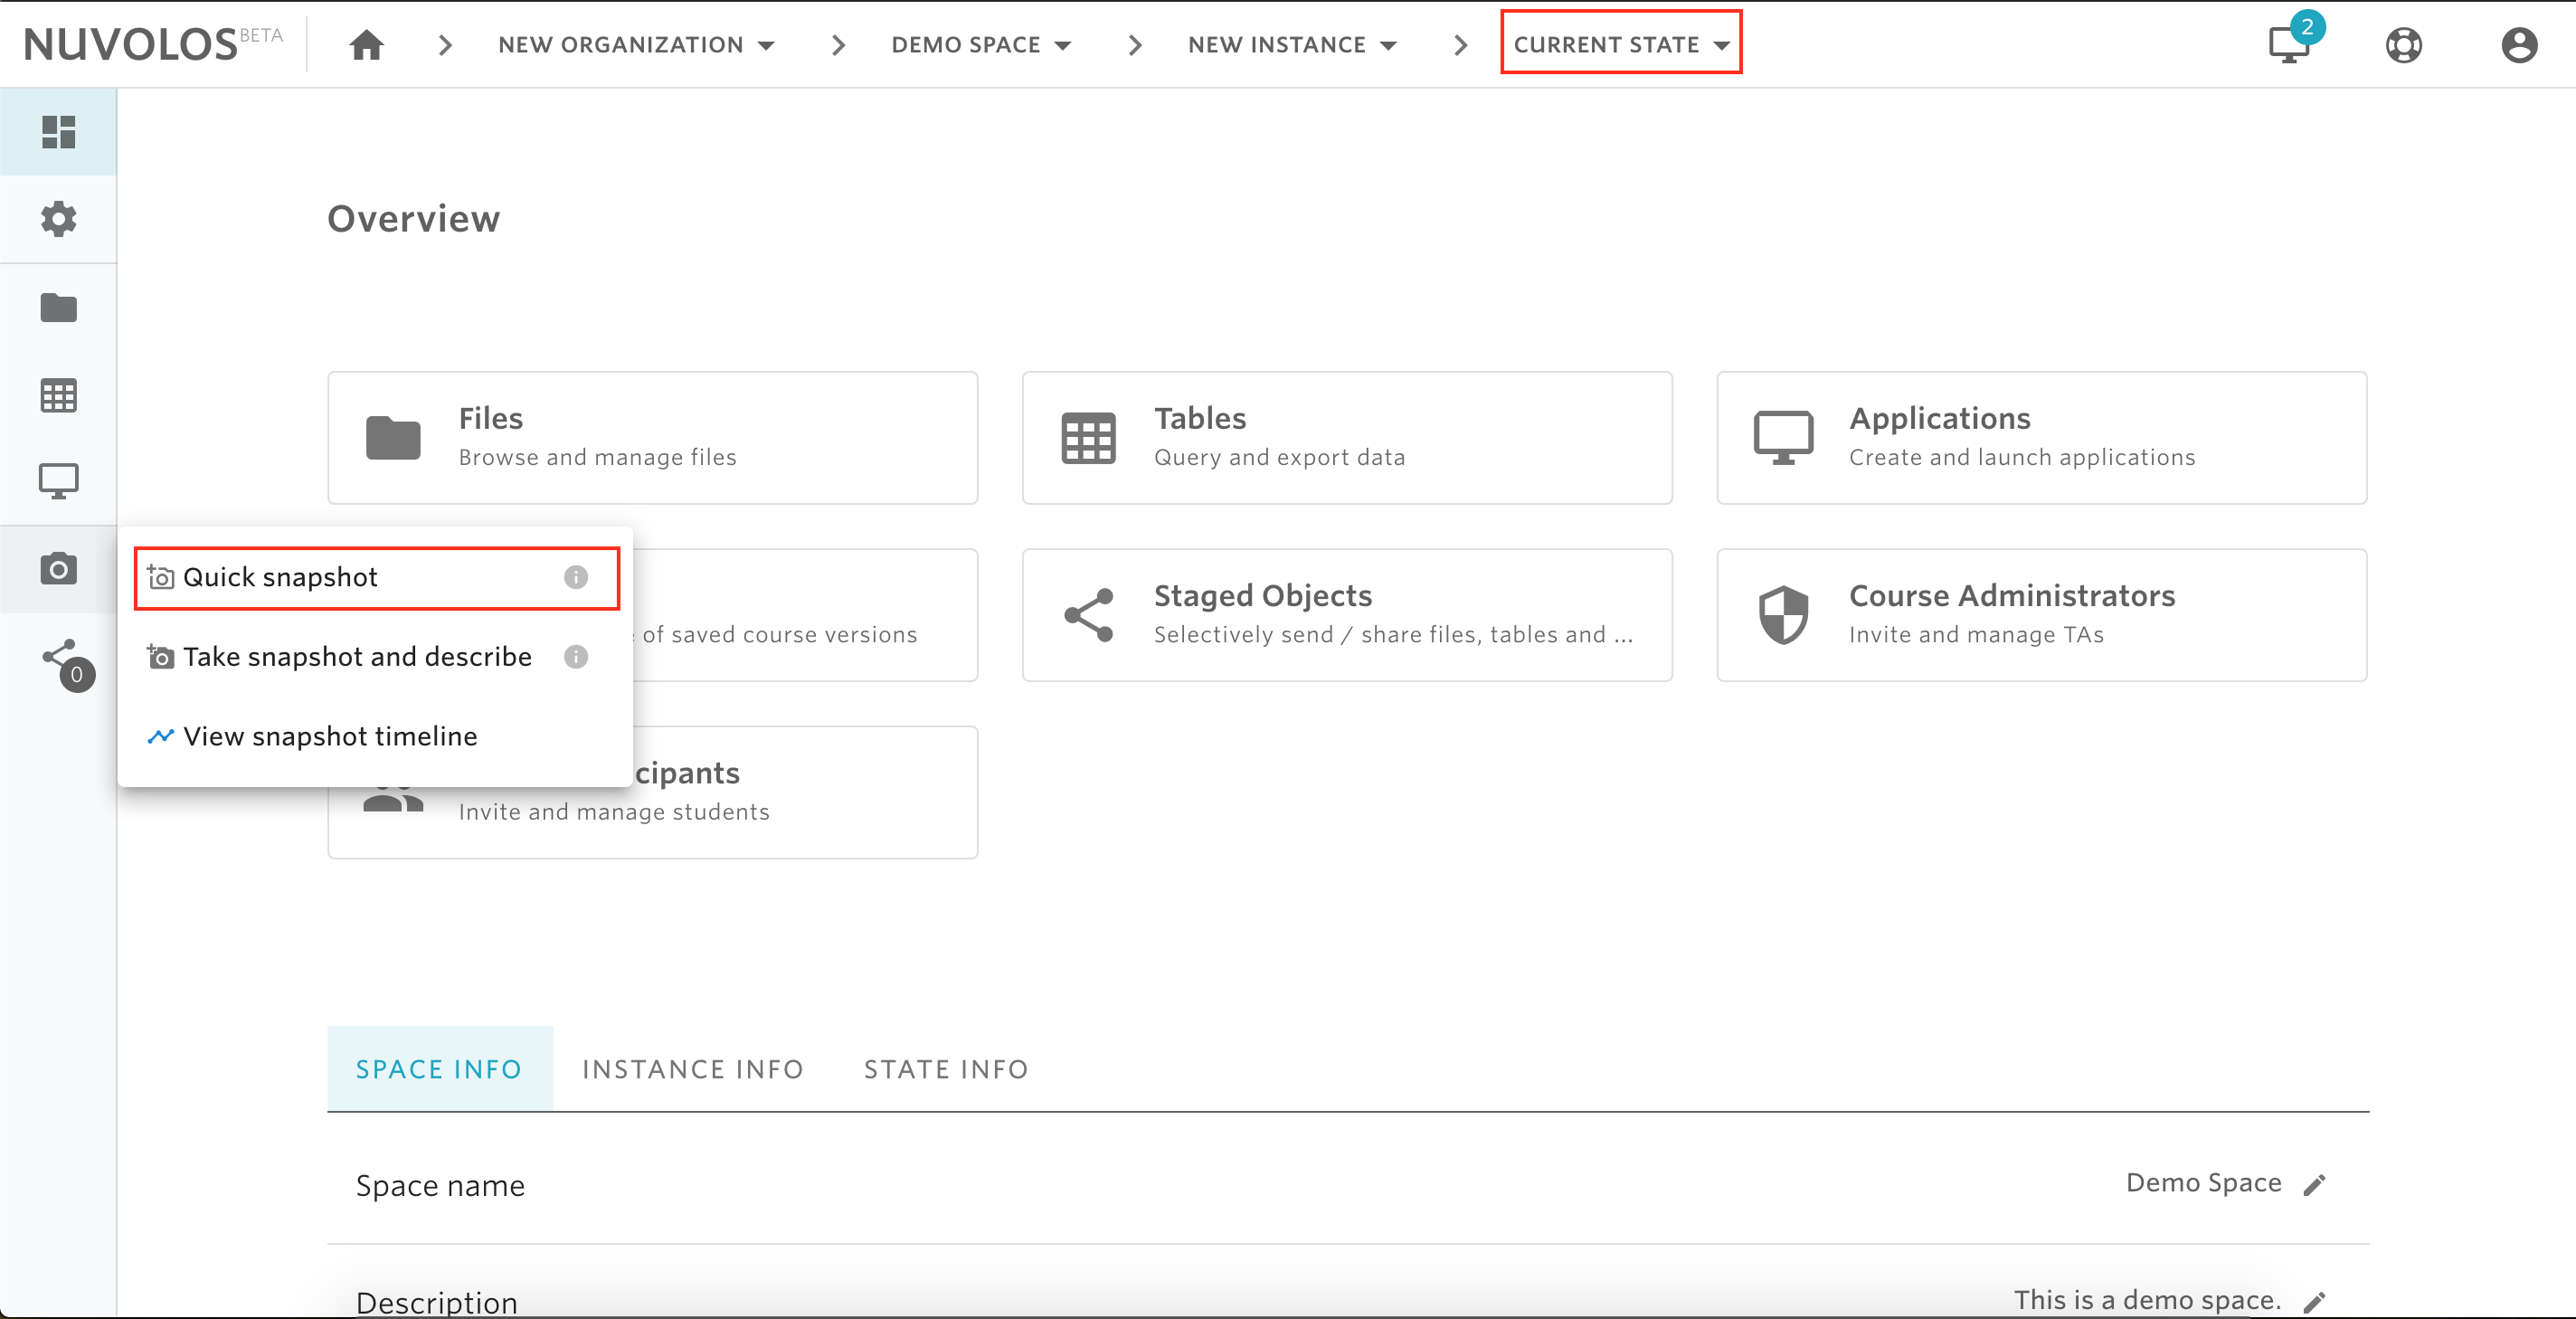 NUVOLOS BETA
NEW ORGANIZATION
DEMO SPACE
NEW INSTANCE
CURRENT STATE
2
Overview
Files
Browse and manage files
Tables
Query and export data
Applications
Create and launch applications
Quick snapshot
Take snapshot and describe
View snapshot timeline
0
of saved course versions
Staged Objects
Selectively send / share files, tables and ...
Course Administrators
Invite and manage TAs
cipants
Invite and manage students
SPACE INFO
INSTANCE INFO
STATE INFO
Space name
Demo Space
Description
This is a demo space.